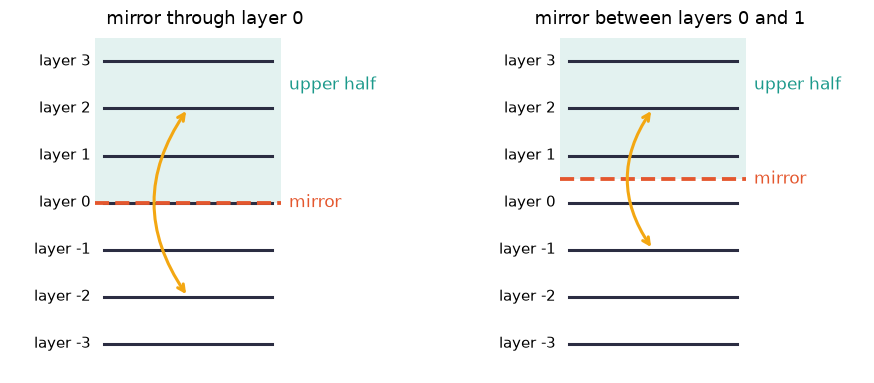 mirror through layer 0
layer 3
upper half
layer 2
layer 1
layer 0
mirror
layer -1
layer -2
layer -3
mirror between layers 0 and 1
layer 3
upper half
layer 2
layer 1
mirror
layer 0
layer -1
layer -2
layer -3